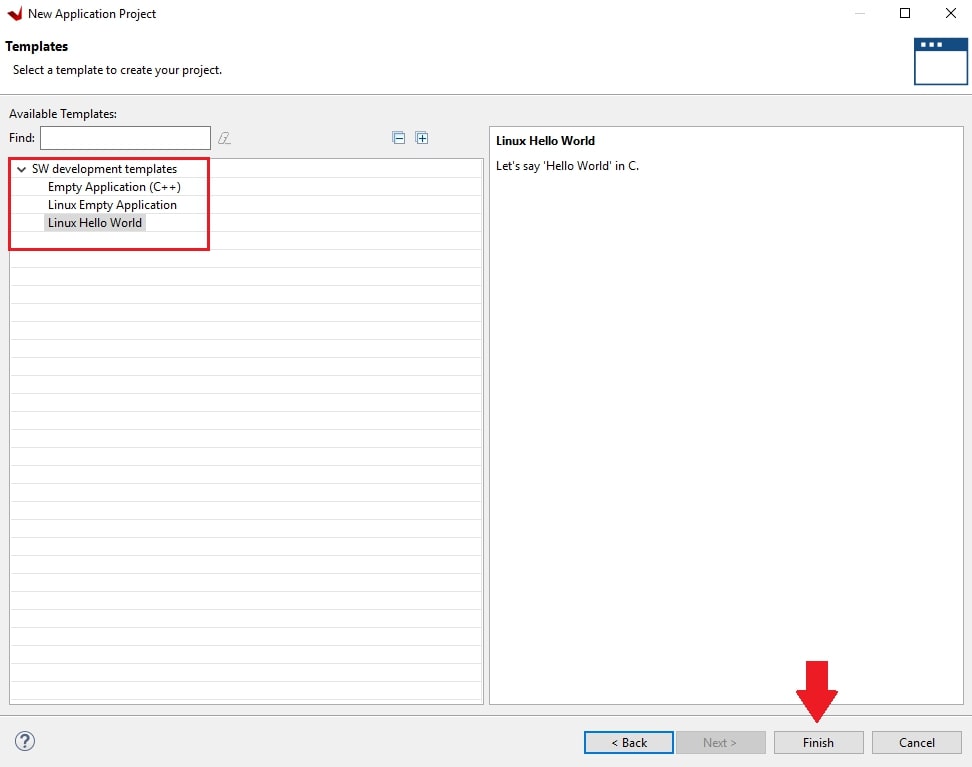 New Application Project
Templates
Select a template to create your project.
Available Templates:
Find:
SW development templates
Empty Application (C++)
Linux Empty Application
Linux Hello World
Linux Hello World
Let's say 'Hello World' in C.
?
< Back
Next >
Finish
Cancel